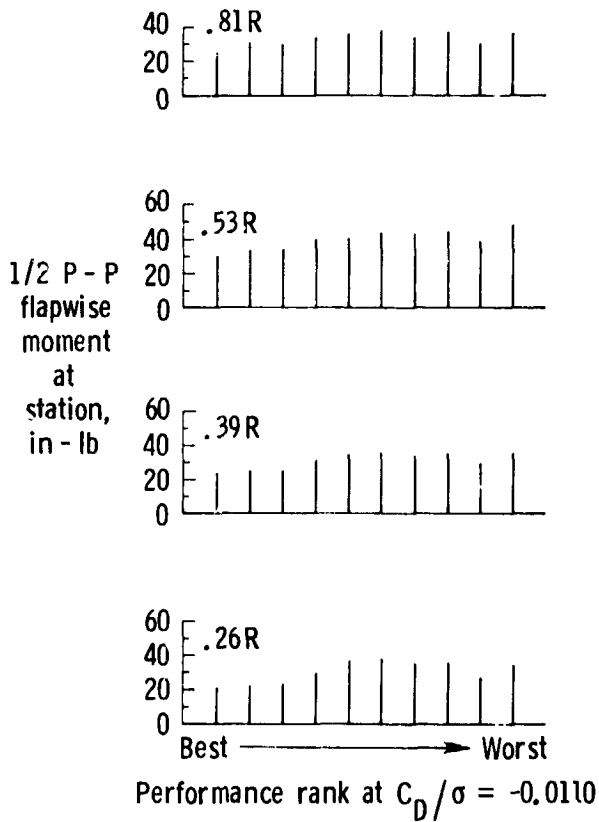 40
.81R
20
0
60
.53R
40
20
0
1/2 P - P
flapwise
moment
at
station,
in - lb
60
.39R
40
20
0
60
.26R
40
20
0
Best
Worst
Performance rank at C_D/σ = -0.0110